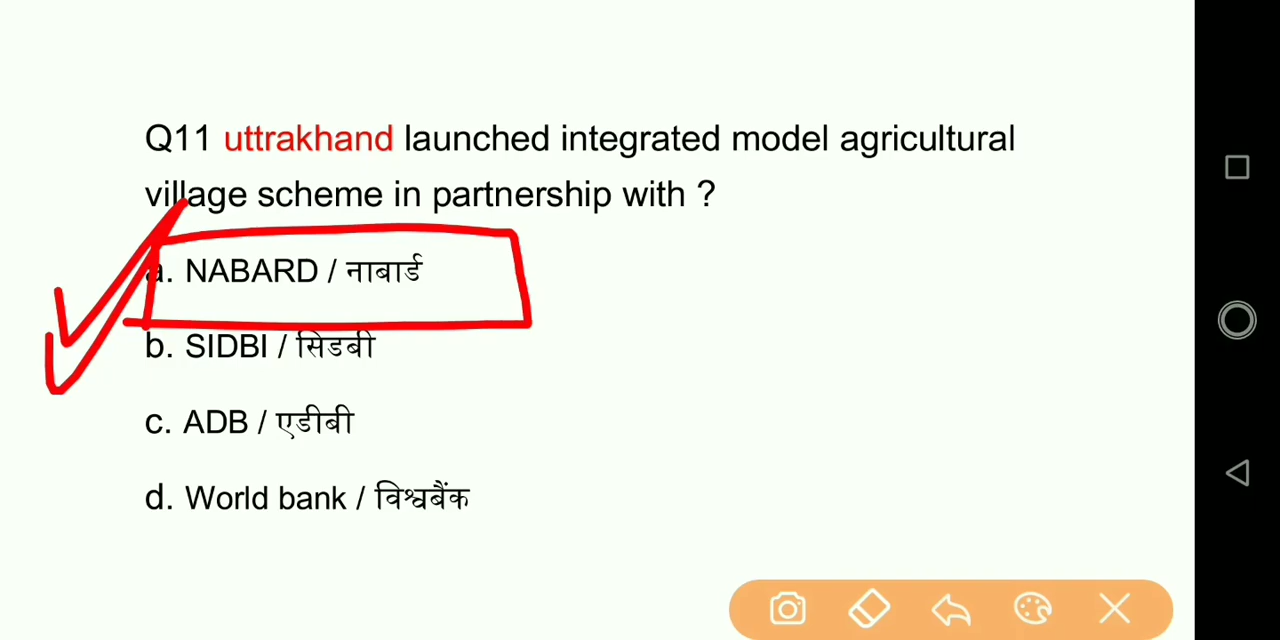 Q11 uttrakhand launched integrated model agricultural
village scheme in partnership with ?
a. NABARD / नाबार्ड
b. SIDBI / सिडबी
c. ADB / एडीबी
d. World bank / विश्वबैंक